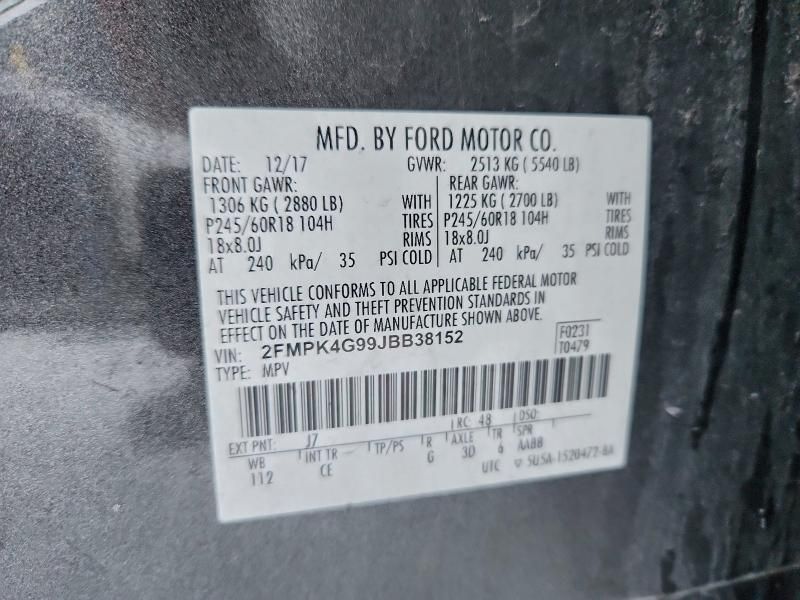 MFD. BY FORD MOTOR CO.
DATE: 12/17 GVWR: 2513 KG ( 5540 LB)
FRONT GAWR: REAR GAWR:
1306 KG ( 2880 LB) WITH 1225 KG ( 2700 LB) WITH
P245/60R18 104H TIRES P245/60R18 104H TIRES
18x8.0J RIMS 18x8.0J RIMS
AT 240 kPa/ 35 PSI COLD AT 240 kPa/ 35 PSI COLD
THIS VEHICLE CONFORMS TO ALL APPLICABLE FEDERAL MOTOR
VEHICLE SAFETY AND THEFT PREVENTION STANDARDS IN
EFFECT ON THE DATE OF MANUFACTURE SHOWN ABOVE.
VIN: 2FMPK4G99JBB38152 F0231
TYPE: MPV T0479
EXT PNT: J7 RC: 48 DSO:
WB INT TR TP/PS R AXLE TR SPR
112 CE G 3D 6 AABB
UTC ▽ 5U5A-1520472-BA